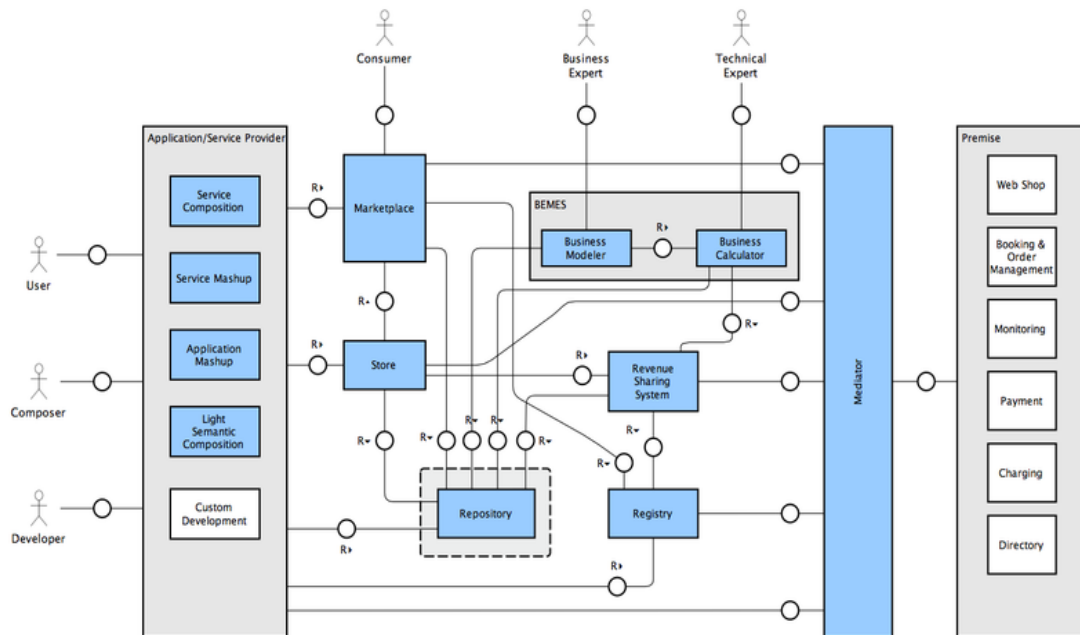 Consumer
Business
Expert
Technical
Expert
Application/Service Provider
Service
Composition
Service Mashup
Application
Mashup
Light
Semantic
Composition
Custom
Development
User
Composer
Developer
R
Marketplace
R
R
Store
BEMES
Business
Modeler
R
Business
Calculator
R
R
Revenue
Sharing
System
R
R
R
R
R
R
R
Repository
Registry
R
R
Mediator
Premise
Web Shop
Booking &
Order
Management
Monitoring
Payment
Charging
Directory